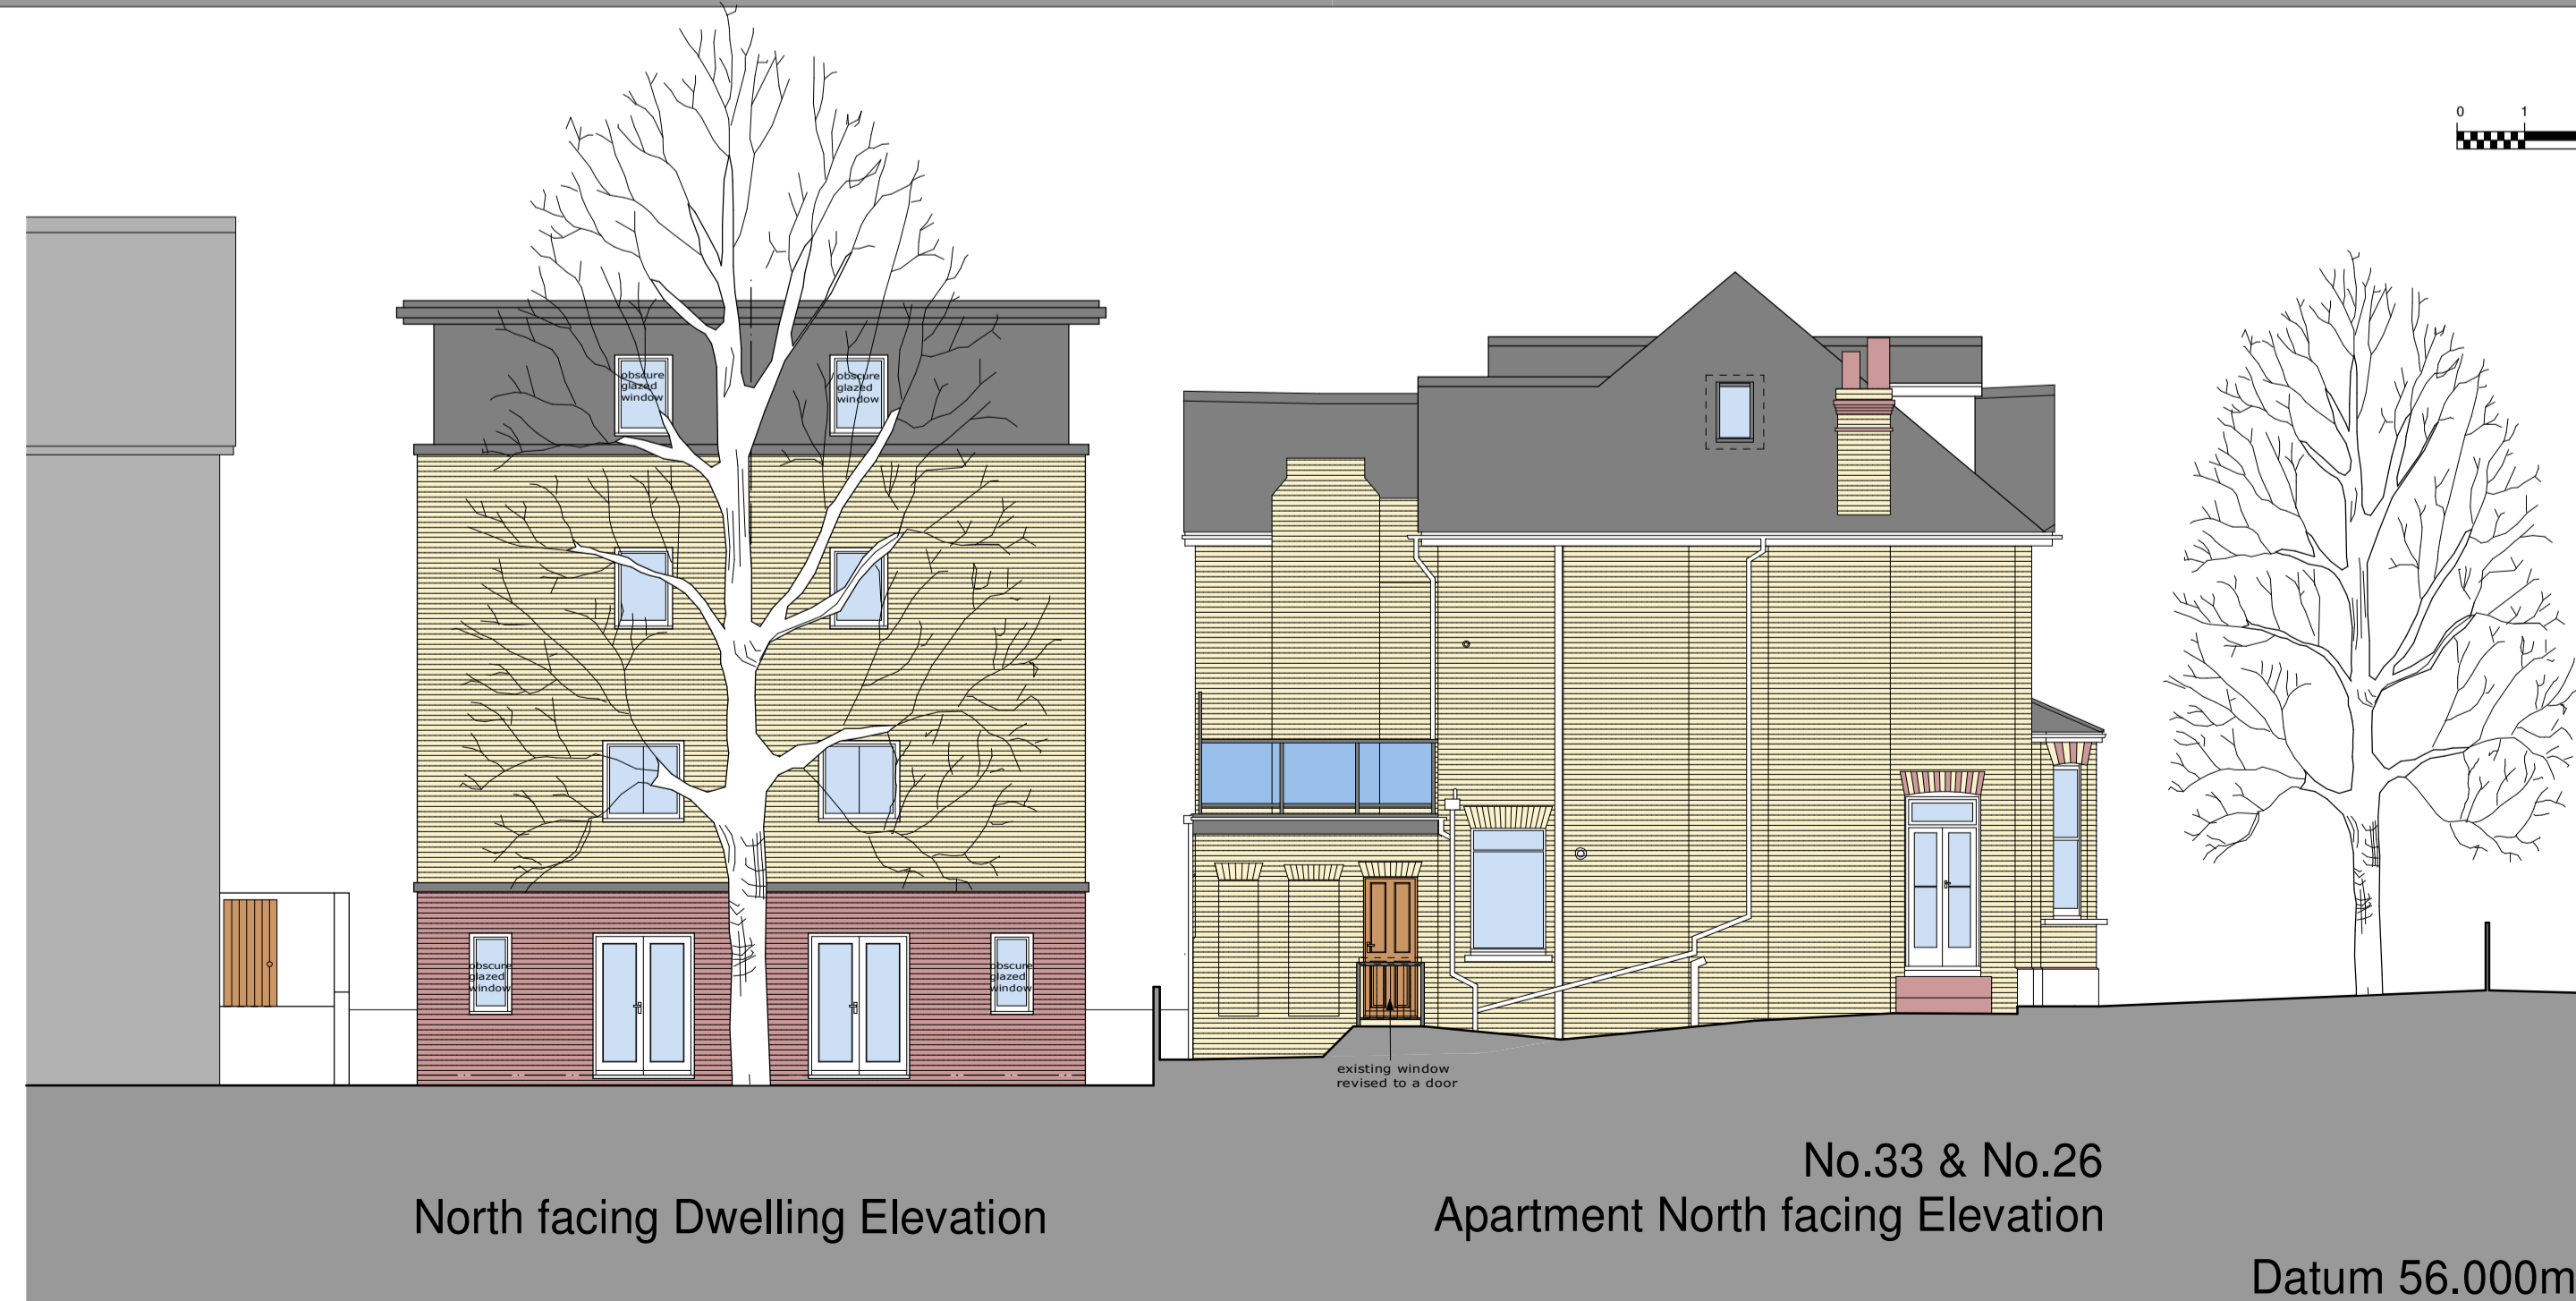 0 1
obscure
glazed
window
obscure
glazed
window
obscure
glazed
window
obscure
glazed
window
existing window
revised to a door
No.33 & No.26
Apartment North facing Elevation
North facing Dwelling Elevation
Datum 56.000m